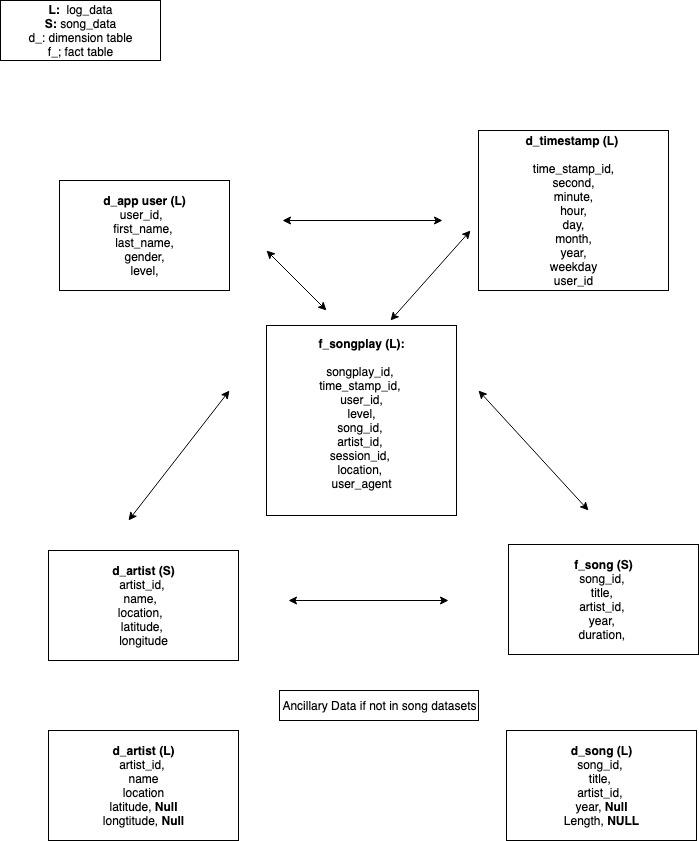 L:  log_data
S: song_data
d_: dimension table
f_; fact table
d_timestamp (L)
time_stamp_id,
second,
minute,
hour,
day,
month,
year,
weekday
user_id
d_app user (L)
user_id,
first_name,
last_name,
gender,
level,
f_songplay (L):
songplay_id,
time_stamp_id,
user_id,
level,
song_id,
artist_id,
session_id,
location,
user_agent
d_artist (S)
artist_id,
name,
location,
latitude,
longitude
f_song (S)
song_id,
title,
artist_id,
year,
duration,
Ancillary Data if not in song datasets
d_artist (L)
artist_id,
name
location
latitude, Null
longtitude, Null
d_song (L)
song_id,
title,
artist_id,
year, Null
Length, NULL